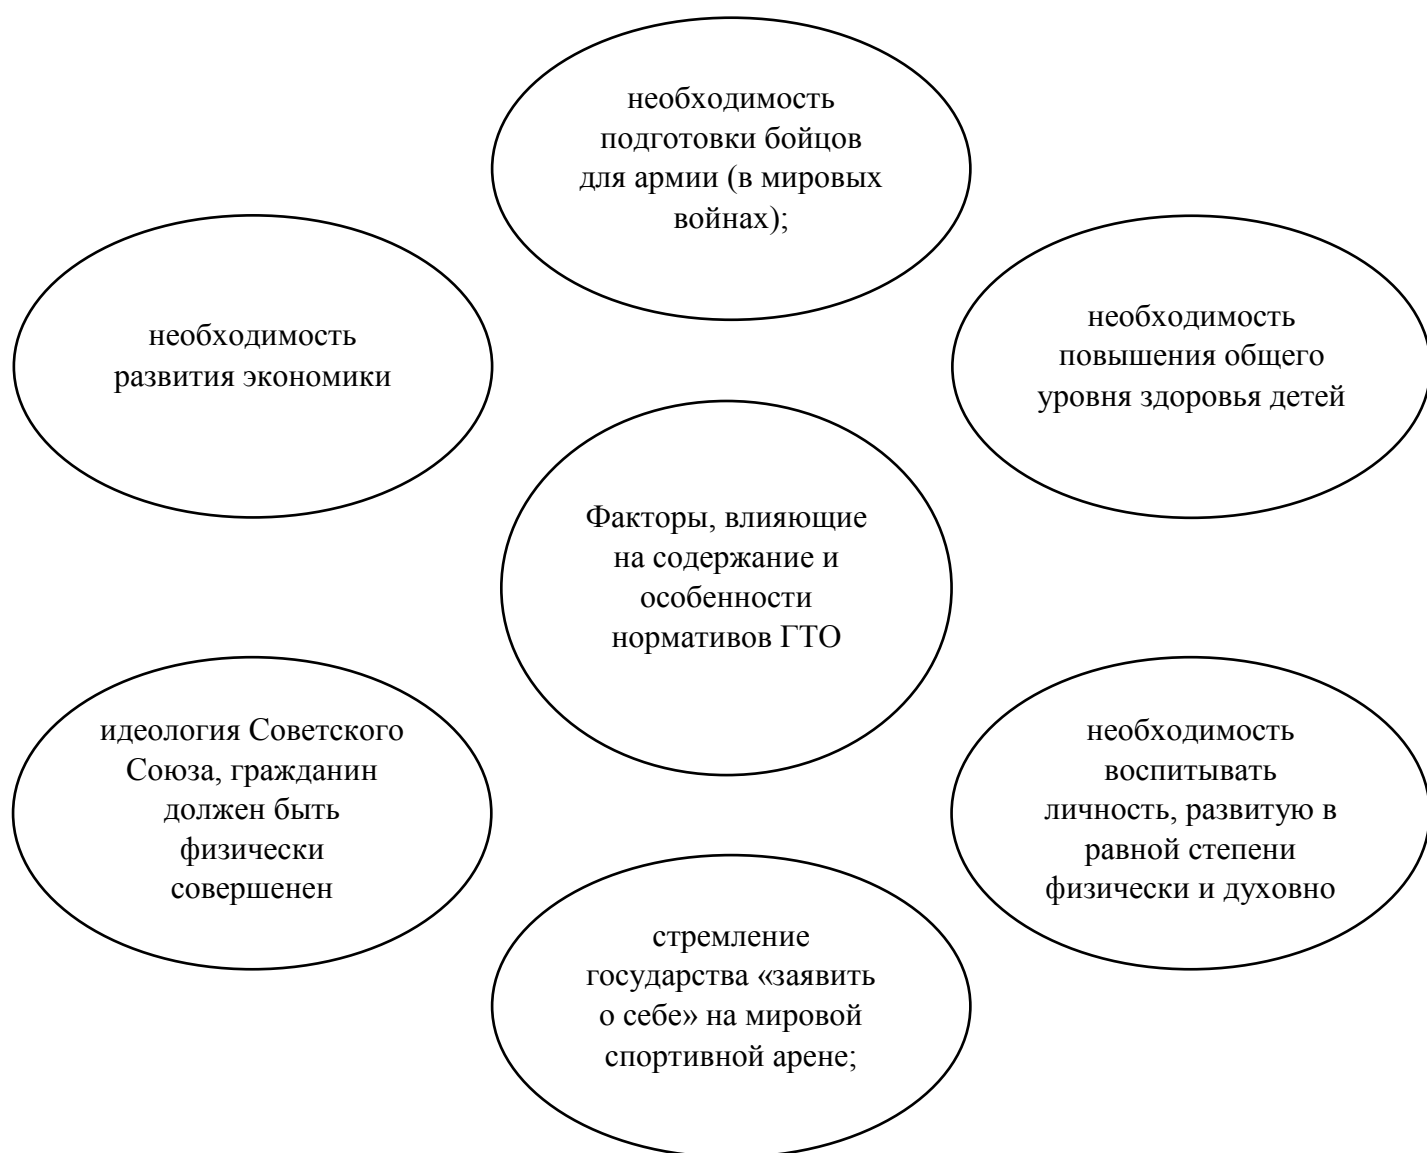 необходимость
подготовки бойцов
для армии (в мировых
войнах);
необходимость
развития экономики
необходимость
повышения общего
уровня здоровья детей
Факторы, влияющие
на содержание и
особенности
нормативов ГТО
идеология Советского
Союза, гражданин
должен быть
физически
совершенен
необходимость
воспитывать
личность, развитую в
равной степени
физически и духовно
стремление
государства «заявить
о себе» на мировой
спортивной арене;